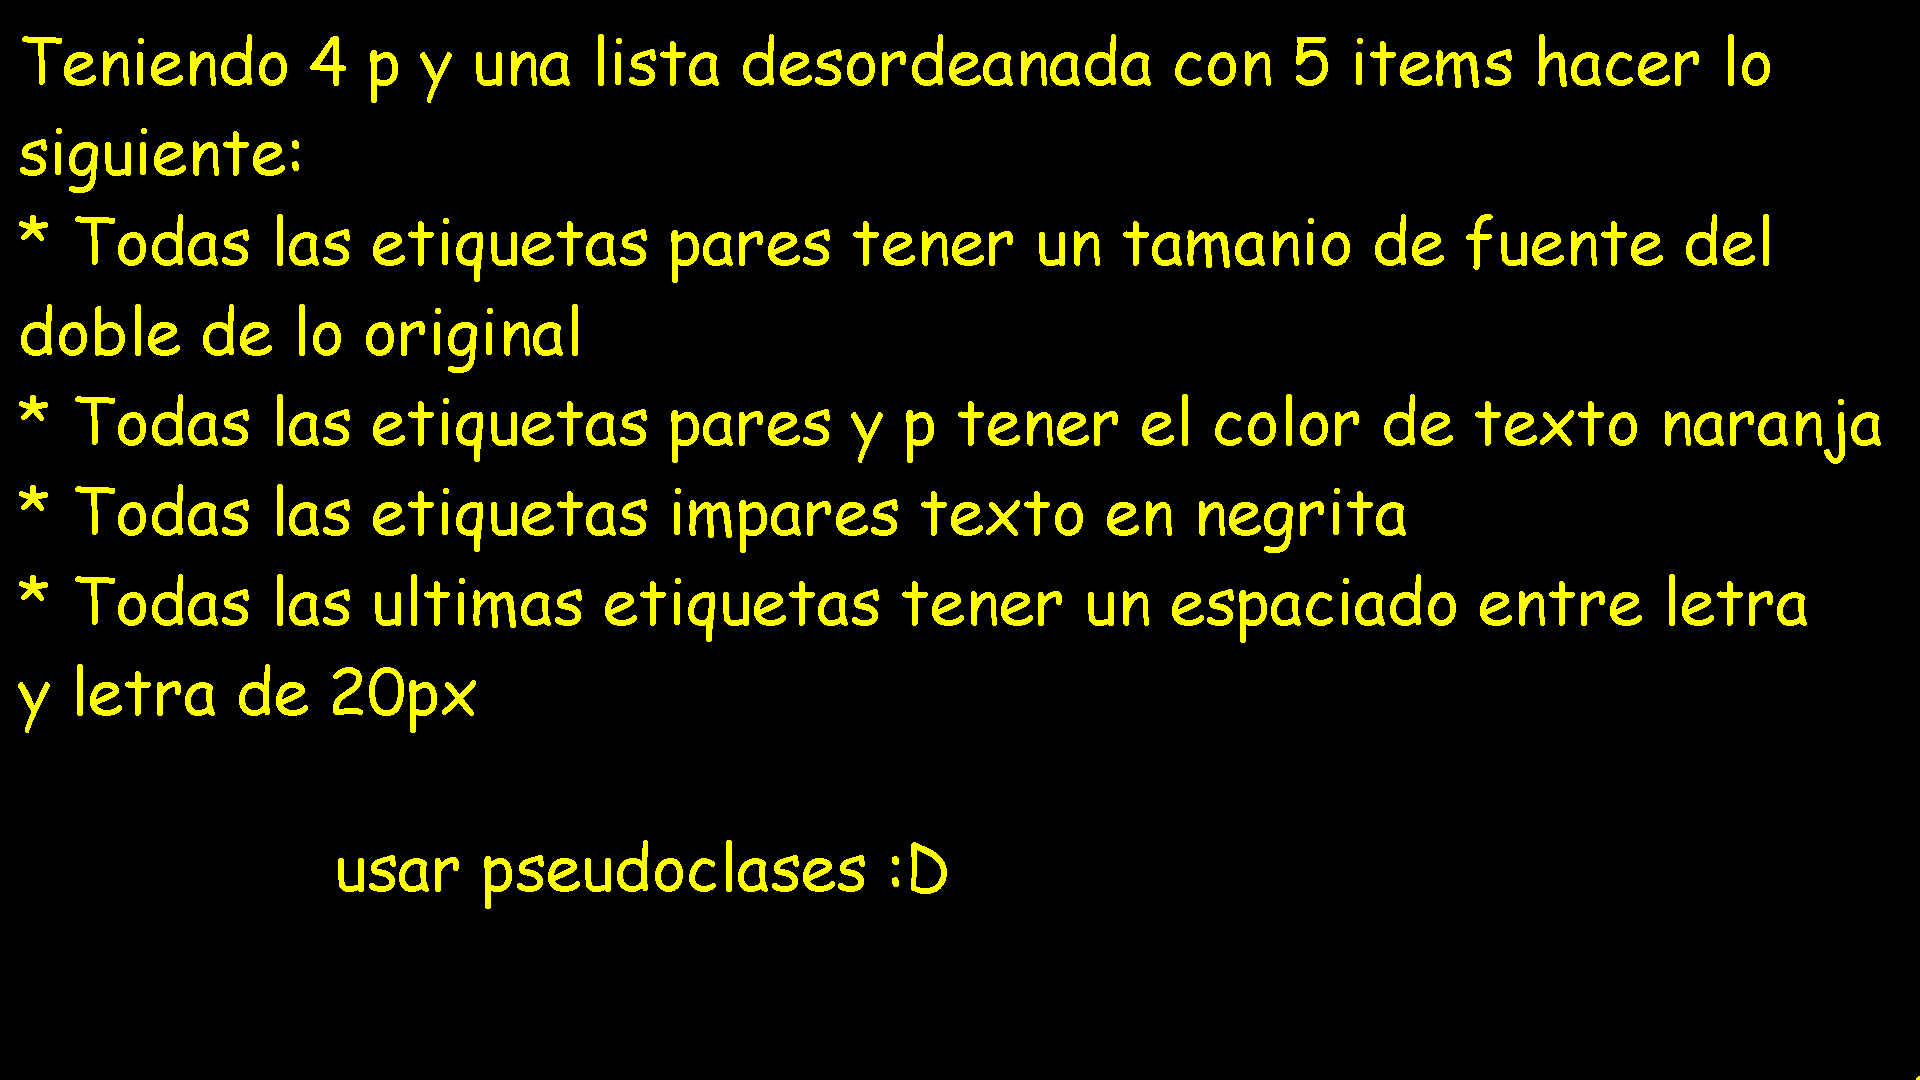 Teniendo 4 p y una lista desordeanada con 5 items hacer lo
siguiente:
* Todas las etiquetas pares tener un tamanio de fuente del
doble de lo original
* Todas las etiquetas pares y p tener el color de texto naranja
* Todas las etiquetas impares texto en negrita
* Todas las ultimas etiquetas tener un espaciado entre letra
y letra de 20px
usar pseudoclases :D